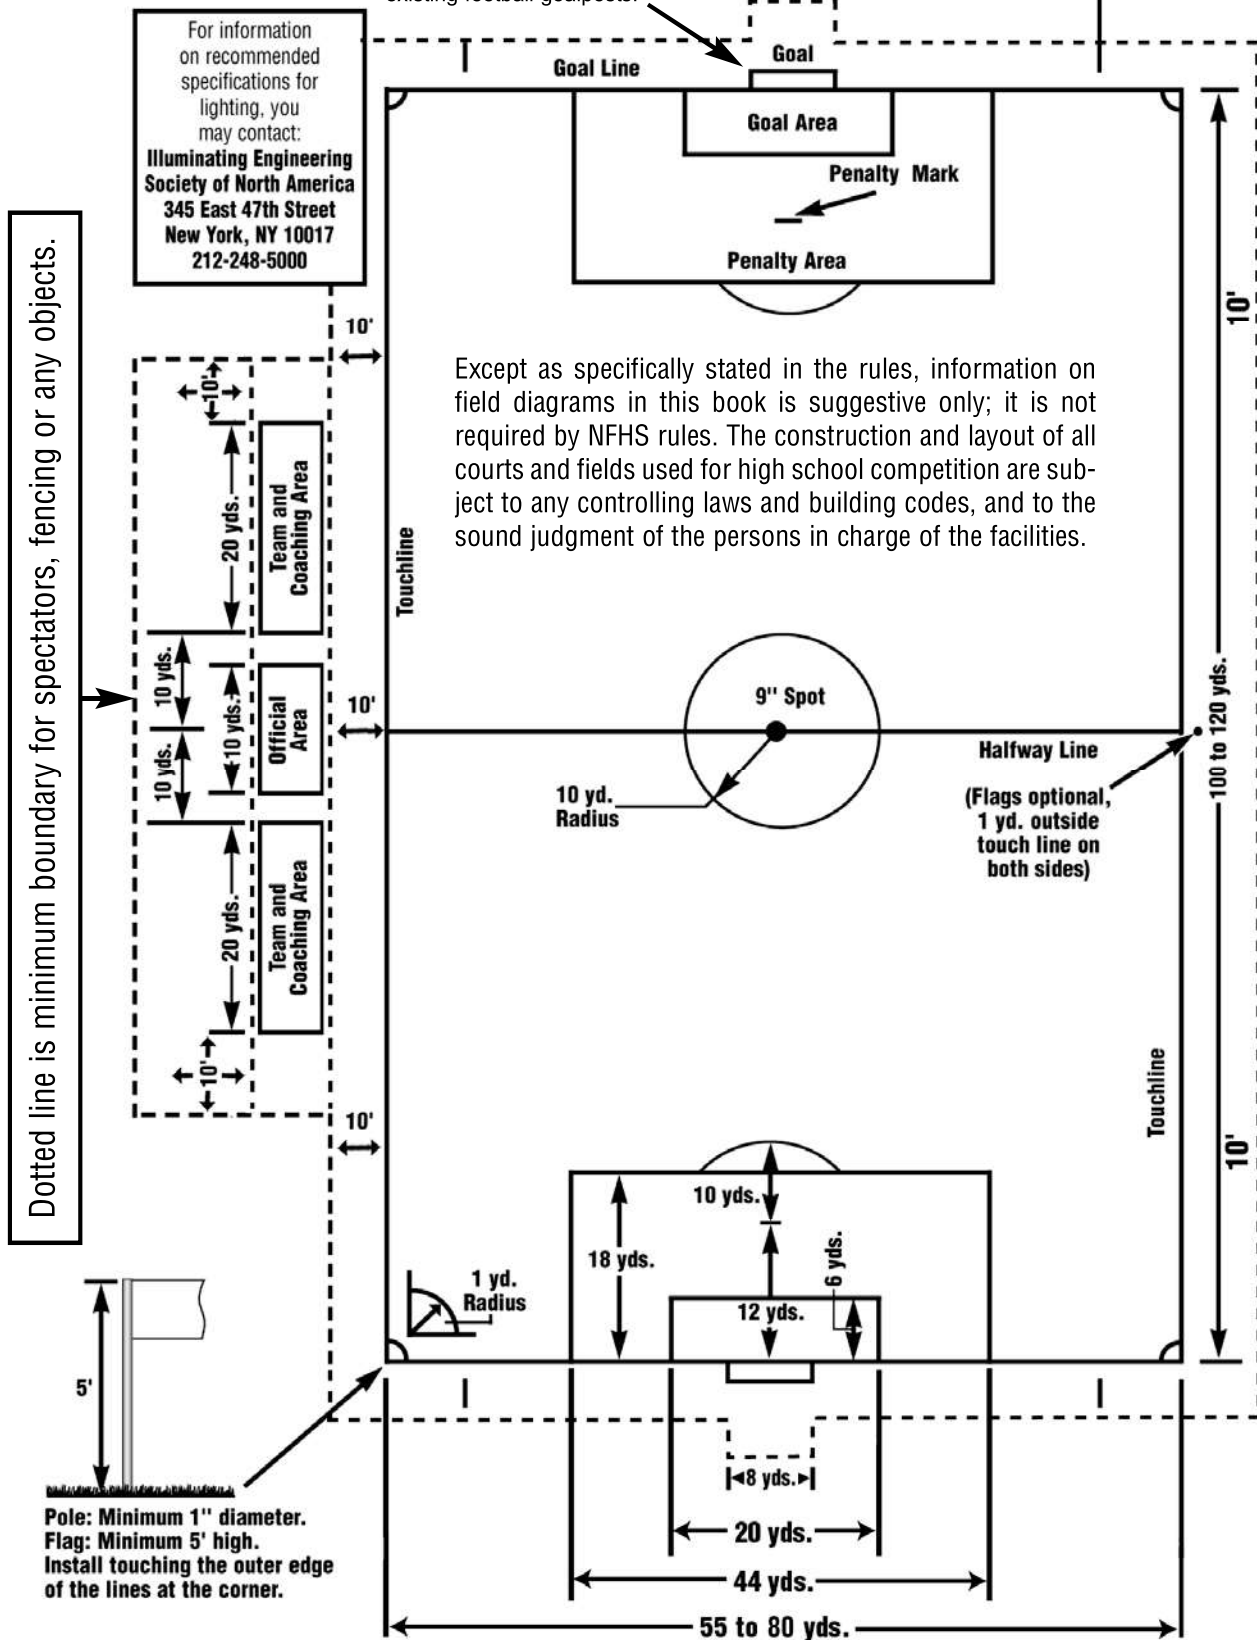 existing football goalposts.
For information
on recommended
specifications for
lighting, you
may contact:
Illuminating Engineering
Society of North America
345 East 47th Street
New York, NY 10017
212-248-5000
Goal
Goal Line
Goal Area
Penalty Mark
Penalty Area
Dotted line is minimum boundary for spectators, fencing or any objects.
10'
10'
10'
Except as specifically stated in the rules, information on
field diagrams in this book is suggestive only; it is not
required by NFHS rules. The construction and layout of all
courts and fields used for high school competition are sub-
ject to any controlling laws and building codes, and to the
sound judgment of the persons in charge of the facilities.
20 yds.
Team and
Coaching Area
Touchline
10 yds.
10 yds.
10 yds.
Official
Area
10'
9" Spot
Halfway Line
100 to 120 yds.
10 yd.
Radius
(Flags optional,
1 yd. outside
touch line on
both sides)
20 yds.
Team and
Coaching Area
10'
10'
Touchline
10'
10 yds.
18 yds.
6 yds.
12 yds.
1 yd.
Radius
5'
8 yds.
Pole: Minimum 1" diameter.
Flag: Minimum 5' high.
Install touching the outer edge
of the lines at the corner.
20 yds.
44 yds.
55 to 80 yds.